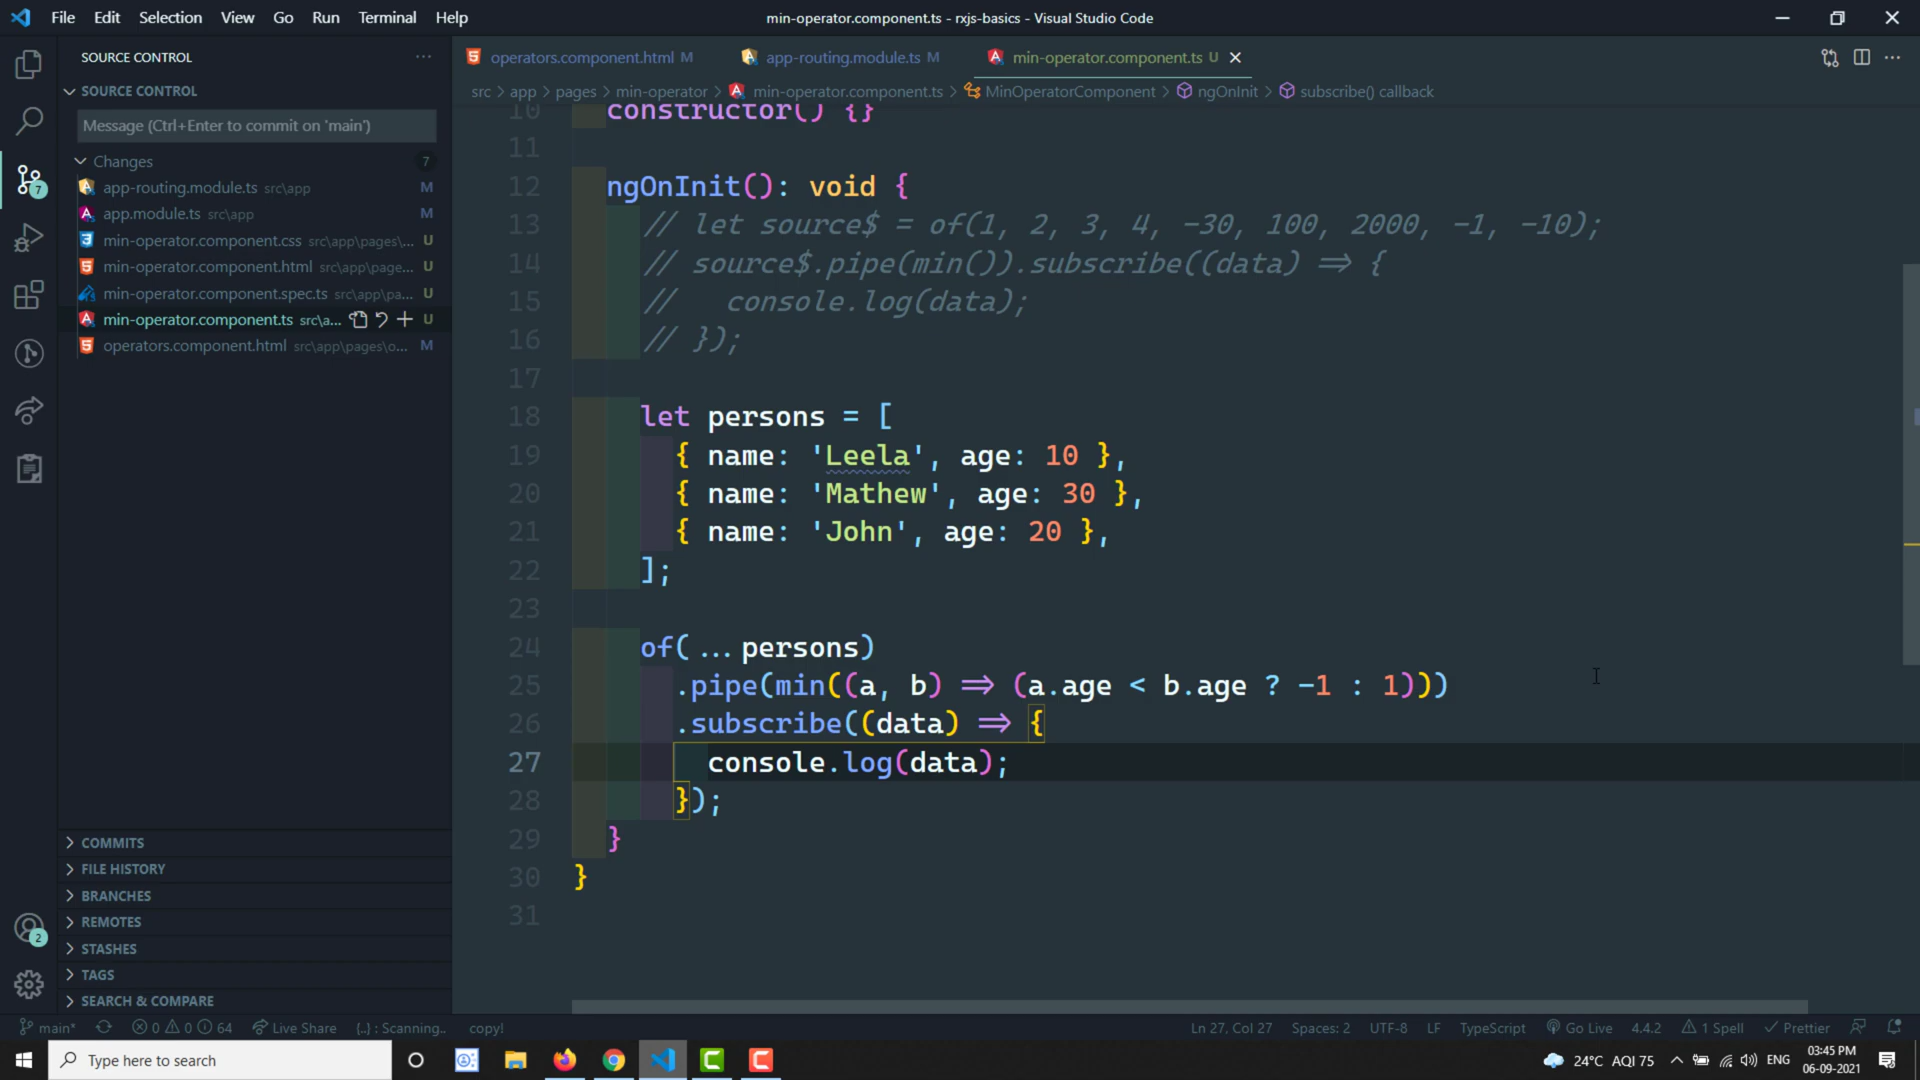 File Edit Selection View Go Run Terminal Help
min-operator.component.ts - rxjs-basics - Visual Studio Code
SOURCE CONTROL
operators.component.html M
app-routing.module.ts M
min-operator.component.ts U
SOURCE CONTROL
src > app > pages > min-operator > min-operator.component.ts > MinOperatorComponent > ngOnInit > subscribe() callback
Message (Ctrl+Enter to commit on 'main')
Changes 7
app-routing.module.ts src\app M
app.module.ts src\app M
min-operator.component.css src\app\pages\... U
min-operator.component.html src\app\page... U
min-operator.component.spec.ts src\app\pa... U
min-operator.component.ts src\a... U
operators.component.html src\app\pages\o... M
7
10 constructor() {}
11
12 ngOnInit(): void {
13 // let source$ = of(1, 2, 3, 4, -30, 100, 2000, -1, -10);
14 // source$.pipe(min()).subscribe((data) => {
15 // console.log(data);
16 // });
17
18 let persons = [
19 { name: 'Leela', age: 10 },
20 { name: 'Mathew', age: 30 },
21 { name: 'John', age: 20 },
22 ];
23
24 of(...persons)
25 .pipe(min((a, b) => (a.age < b.age ? -1 : 1)))
26 .subscribe((data) => {
27 console.log(data);
28 });
29 }
30 }
31
COMMITS
FILE HISTORY
BRANCHES
REMOTES
STASHES
TAGS
SEARCH & COMPARE
2
main* 0 0 64 Live Share {..} : Scanning.. copy!
Ln 27, Col 27 Spaces: 2 UTF-8 LF TypeScript Go Live 4.4.2 1 Spell Prettier
Type here to search
24°C AQI 75 ENG
03:45 PM
06-09-2021